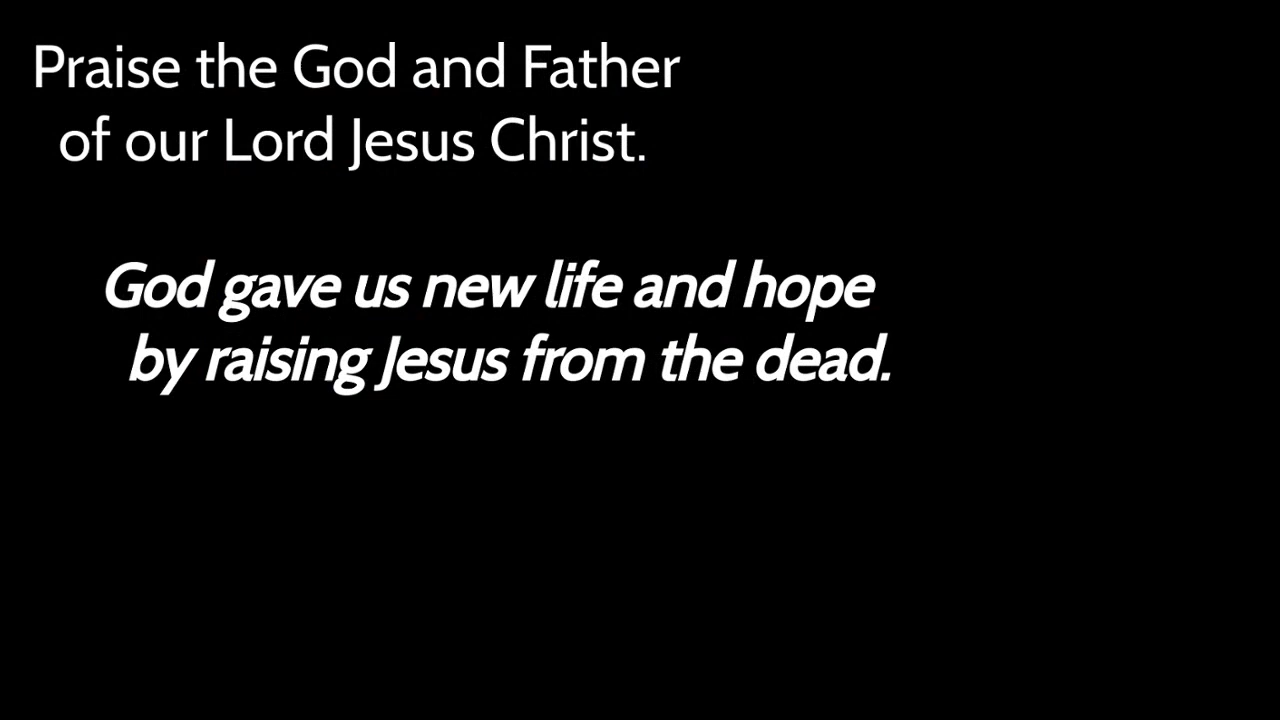 Praise the God and Father
of our Lord Jesus Christ.
God gave us new life and hope
by raising Jesus from the dead.